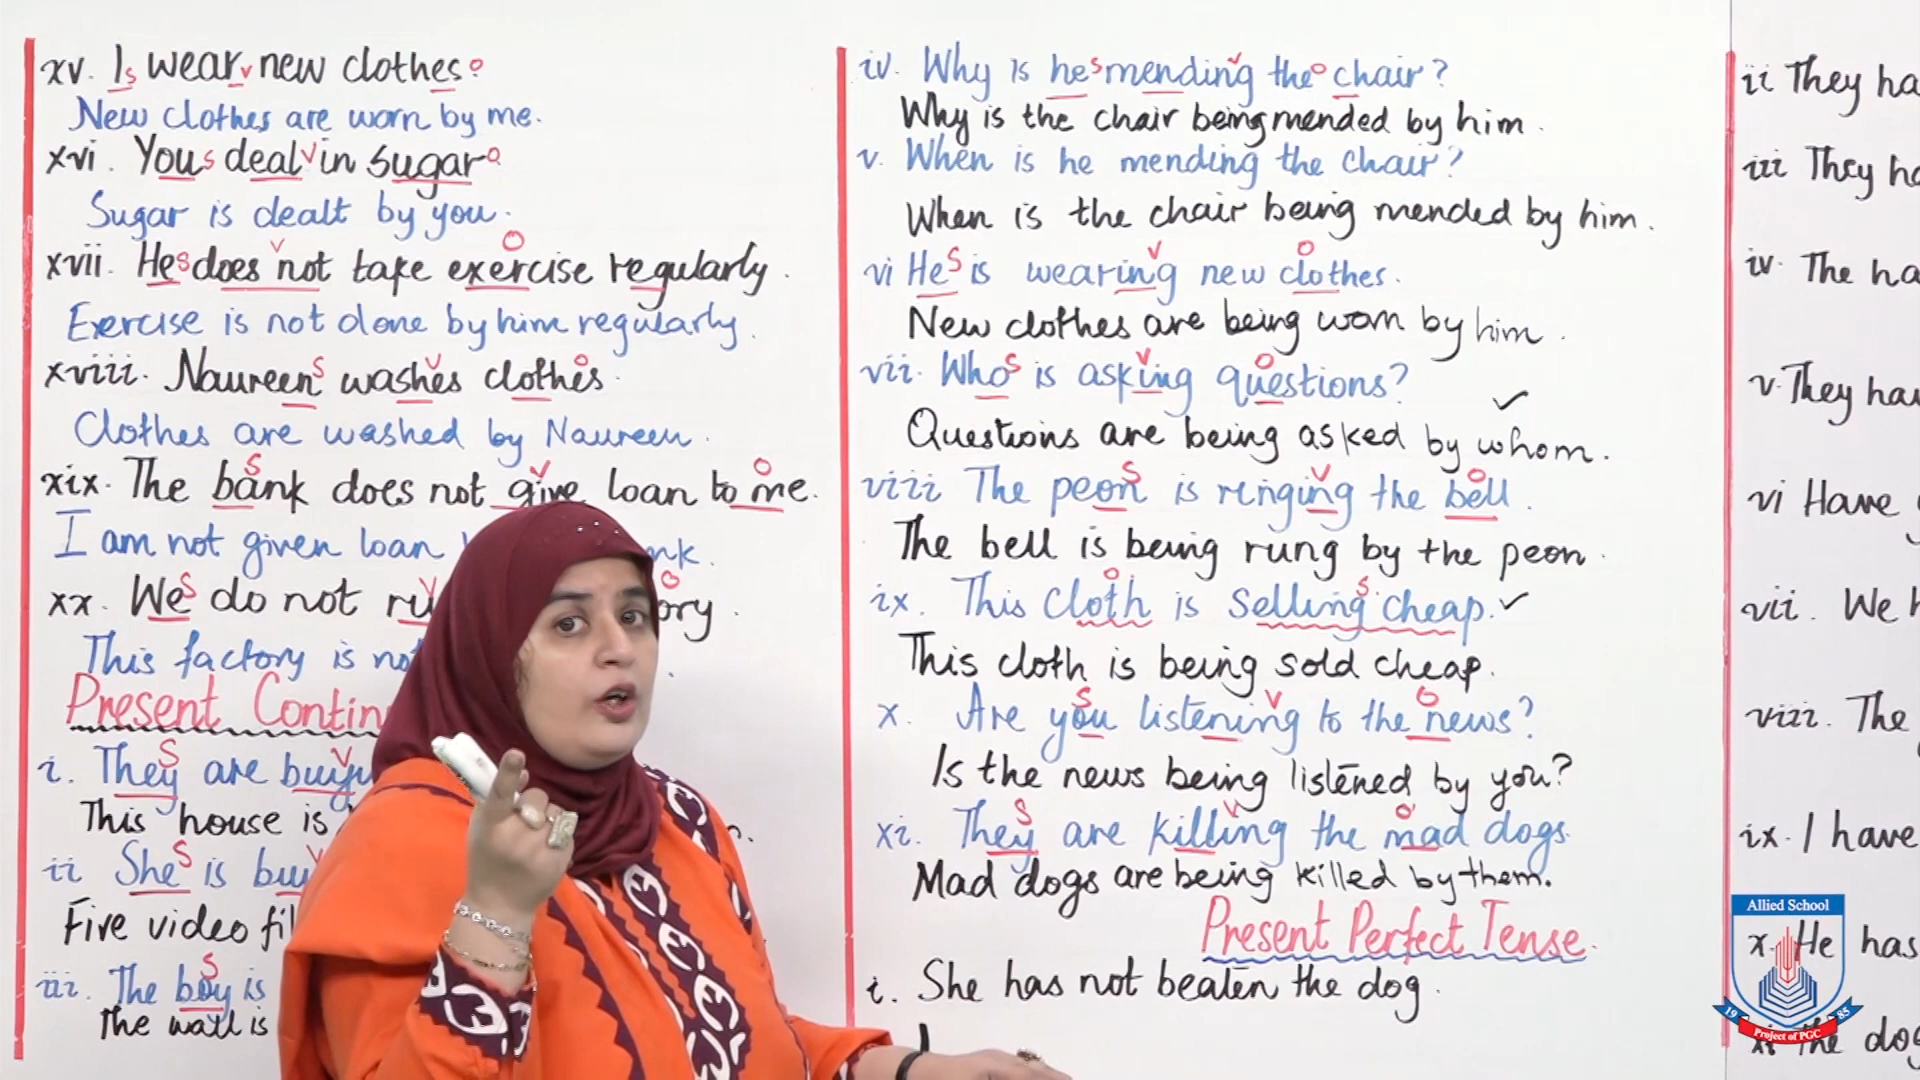 xv. I wear new clothes.
New clothes are worn by me.
xvi. You deal in sugar
Sugar is dealt by you.
xvii. He does not take exercise regularly.
Exercise is not done by him regularly.
xviii. Naureen washes clothes.
Clothes are washed by Naureen.
xix. The bank does not give loan to me.
I am not given loan
xx. We do not
This factory is
Present
i. They are
This house is
ii She is
Five video
iii. The boy is
The wall is
iv. Why is he mending the chair?
Why is the chair being mended by him.
v. When is he mending the chair?
When is the chair being mended by him.
vi He is wearing new clothes.
New clothes are being worn by him.
vii. Who is asking questions?
Questions are being asked by whom.
viii The peon is ringing the bell.
The bell is being rung by the peon.
ix. This cloth is selling cheap.
This cloth is being sold cheap.
x. Are you listening to the news?
Is the news being listened by you?
xi. They are killing the mad dogs.
Mad dogs are being killed by them.
Present Perfect Tense.
i. She has not beaten the dog.
ii They
iii They
iv. The
v. They
vi Have
vii. We
viii. The
ix. I have
x. He has
xi. The dog
Allied School
19 85
Project of PGC